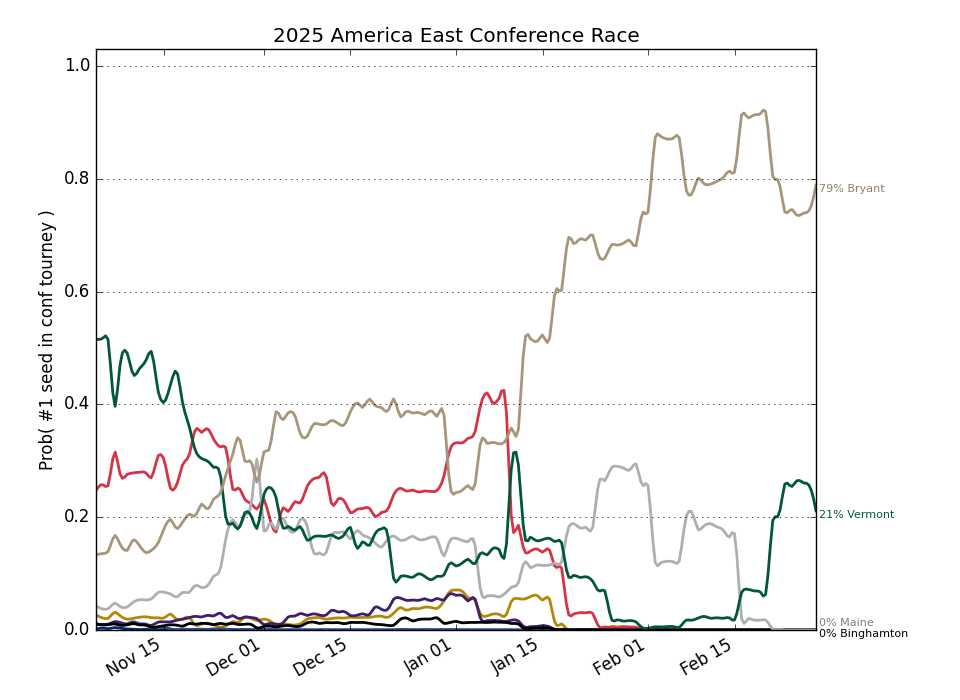 2025 America East Conference Race
Prob( #1 seed in conf tourney )
1.0
0.8
0.6
0.4
0.2
0.0
79% Bryant
21% Vermont
0% Maine
0% Binghamton
Nov 15
Dec 01
Dec 15
Jan 01
Jan 15
Feb 01
Feb 15